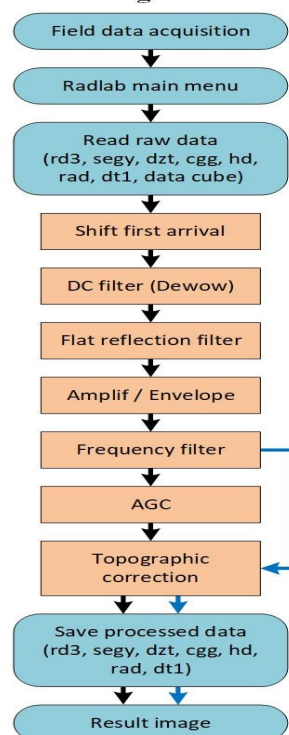 Field data acquisition
Radlab main menu
Read raw data
(rd3, segy, dzt, cgg, hd,
rad, dt1, data cube)
Shift first arrival
DC filter (Dewow)
Flat reflection filter
Amplif / Envelope
Frequency filter
AGC
Topographic
correction
Save processed data
(rd3, segy, dzt, cgg, hd,
rad, dt1)
Result image